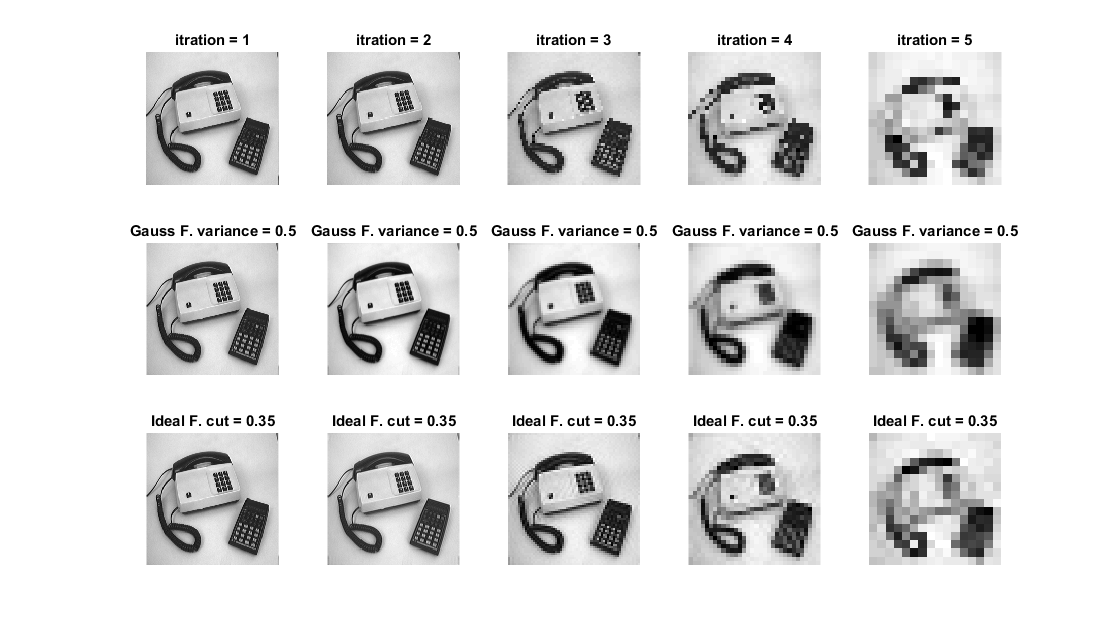 itration = 1 itration = 2 itration = 3 itration = 4 itration = 5
Gauss F. variance = 0.5 Gauss F. variance = 0.5 Gauss F. variance = 0.5 Gauss F. variance = 0.5 Gauss F. variance = 0.5
Ideal F. cut = 0.35 Ideal F. cut = 0.35 Ideal F. cut = 0.35 Ideal F. cut = 0.35 Ideal F. cut = 0.35